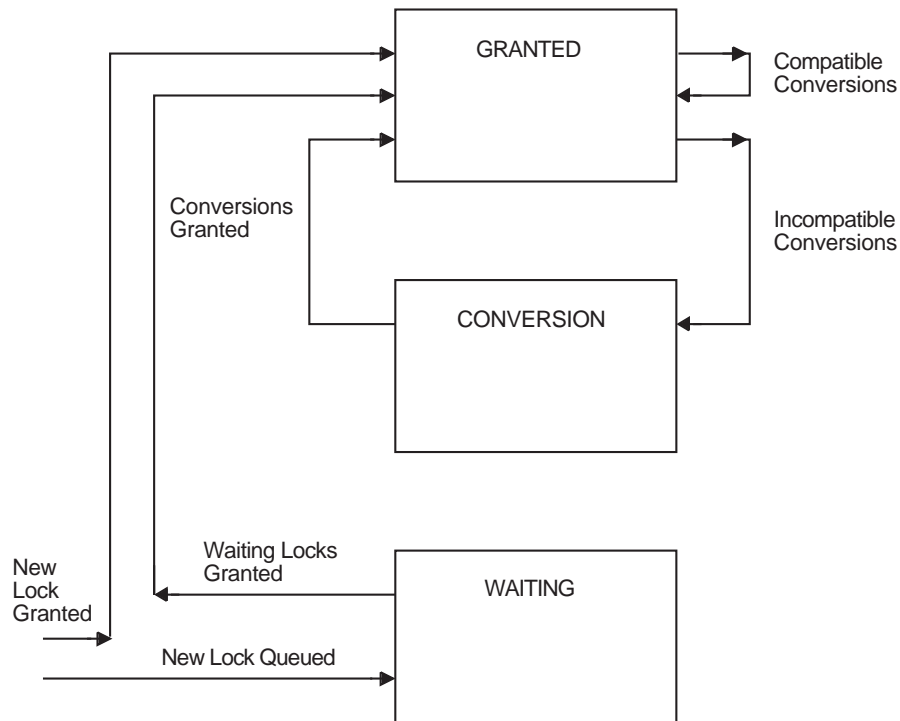 GRANTED
Compatible
Conversions
Conversions
Granted
Incompatible
Conversions
CONVERSION
Waiting Locks
Granted
New
Lock
Granted
WAITING
New Lock Queued